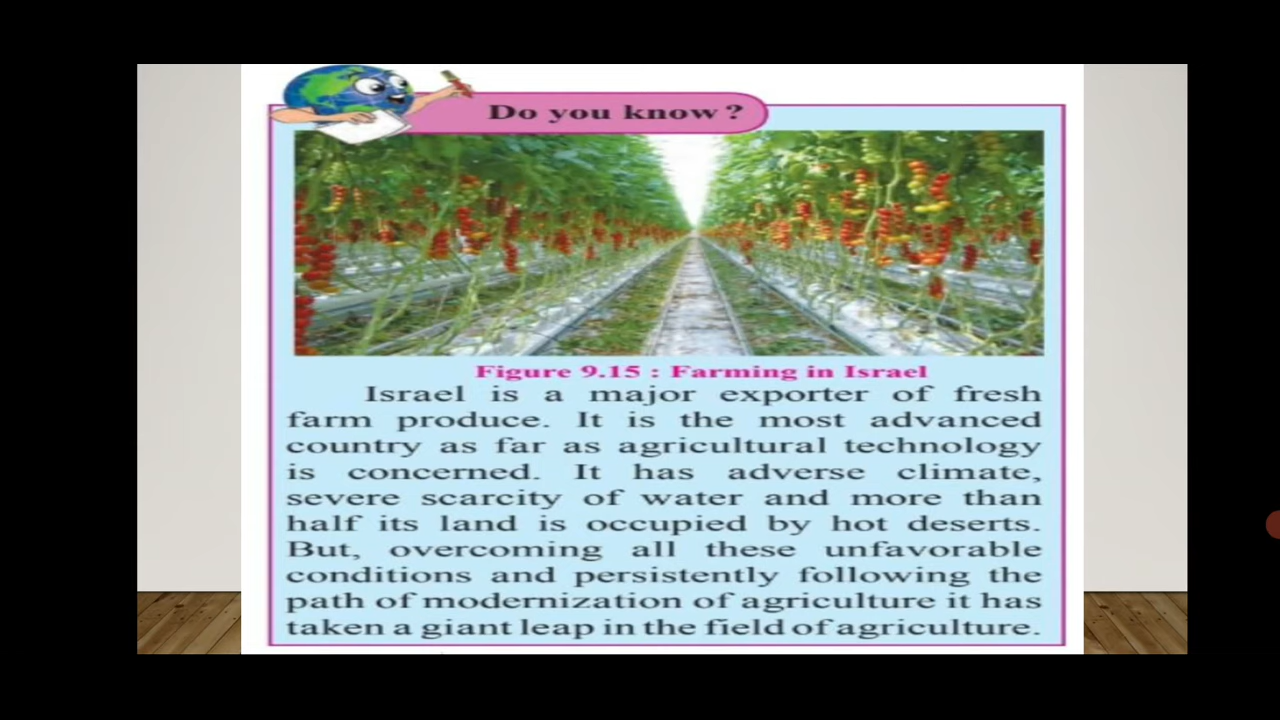 Do you know?
Figure 9.15 : Farming in Israel
Israel is a major exporter of fresh
farm produce. It is the most advanced
country as far as agricultural technology
is concerned. It has adverse climate,
severe scarcity of water and more than
half its land is occupied by hot deserts.
But, overcoming all these unfavorable
conditions and persistently following the
path of modernization of agriculture it has
taken a giant leap in the field of agriculture.